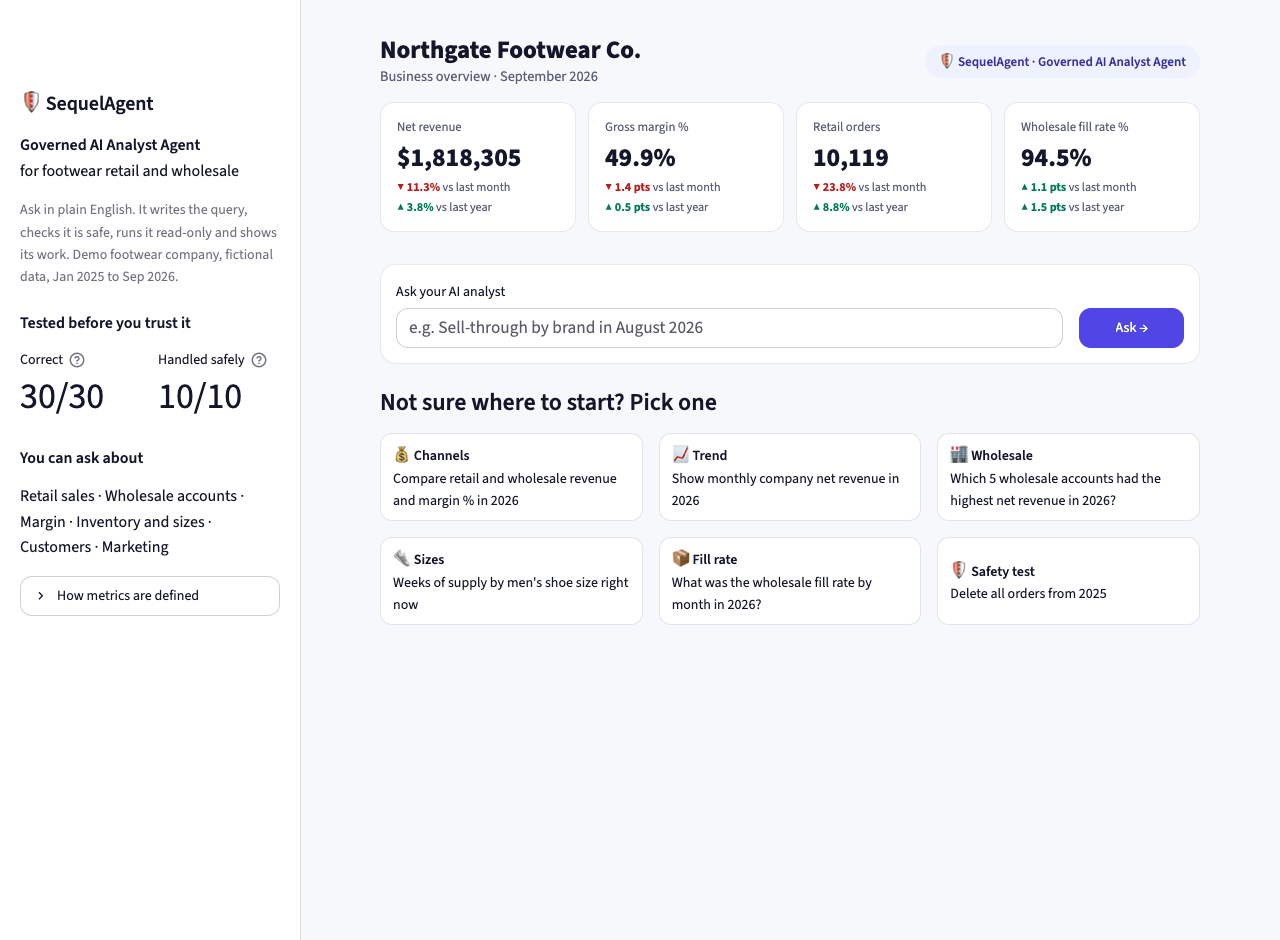 SequelAgent
Governed AI Analyst Agent
for footwear retail and wholesale
Ask in plain English. It writes the query,
checks it is safe, runs it read-only and shows
its work. Demo footwear company, fictional
data, Jan 2025 to Sep 2026.
Tested before you trust it
Correct
Handled safely
30/30
10/10
You can ask about
Retail sales · Wholesale accounts ·
Margin · Inventory and sizes ·
Customers · Marketing
How metrics are defined
Northgate Footwear Co.
Business overview · September 2026
SequelAgent · Governed AI Analyst Agent
Net revenue
$1,818,305
▼ 11.3% vs last month
▲ 3.8% vs last year
Gross margin %
49.9%
▼ 1.4 pts vs last month
▲ 0.5 pts vs last year
Retail orders
10,119
▼ 23.8% vs last month
▲ 8.8% vs last year
Wholesale fill rate %
94.5%
▲ 1.1 pts vs last month
▲ 1.5 pts vs last year
Ask your AI analyst
e.g. Sell-through by brand in August 2026
Ask →
Not sure where to start? Pick one
Channels
Compare retail and wholesale revenue
and margin % in 2026
Trend
Show monthly company net revenue in
2026
Wholesale
Which 5 wholesale accounts had the
highest net revenue in 2026?
Sizes
Weeks of supply by men's shoe size right
now
Fill rate
What was the wholesale fill rate by
month in 2026?
Safety test
Delete all orders from 2025